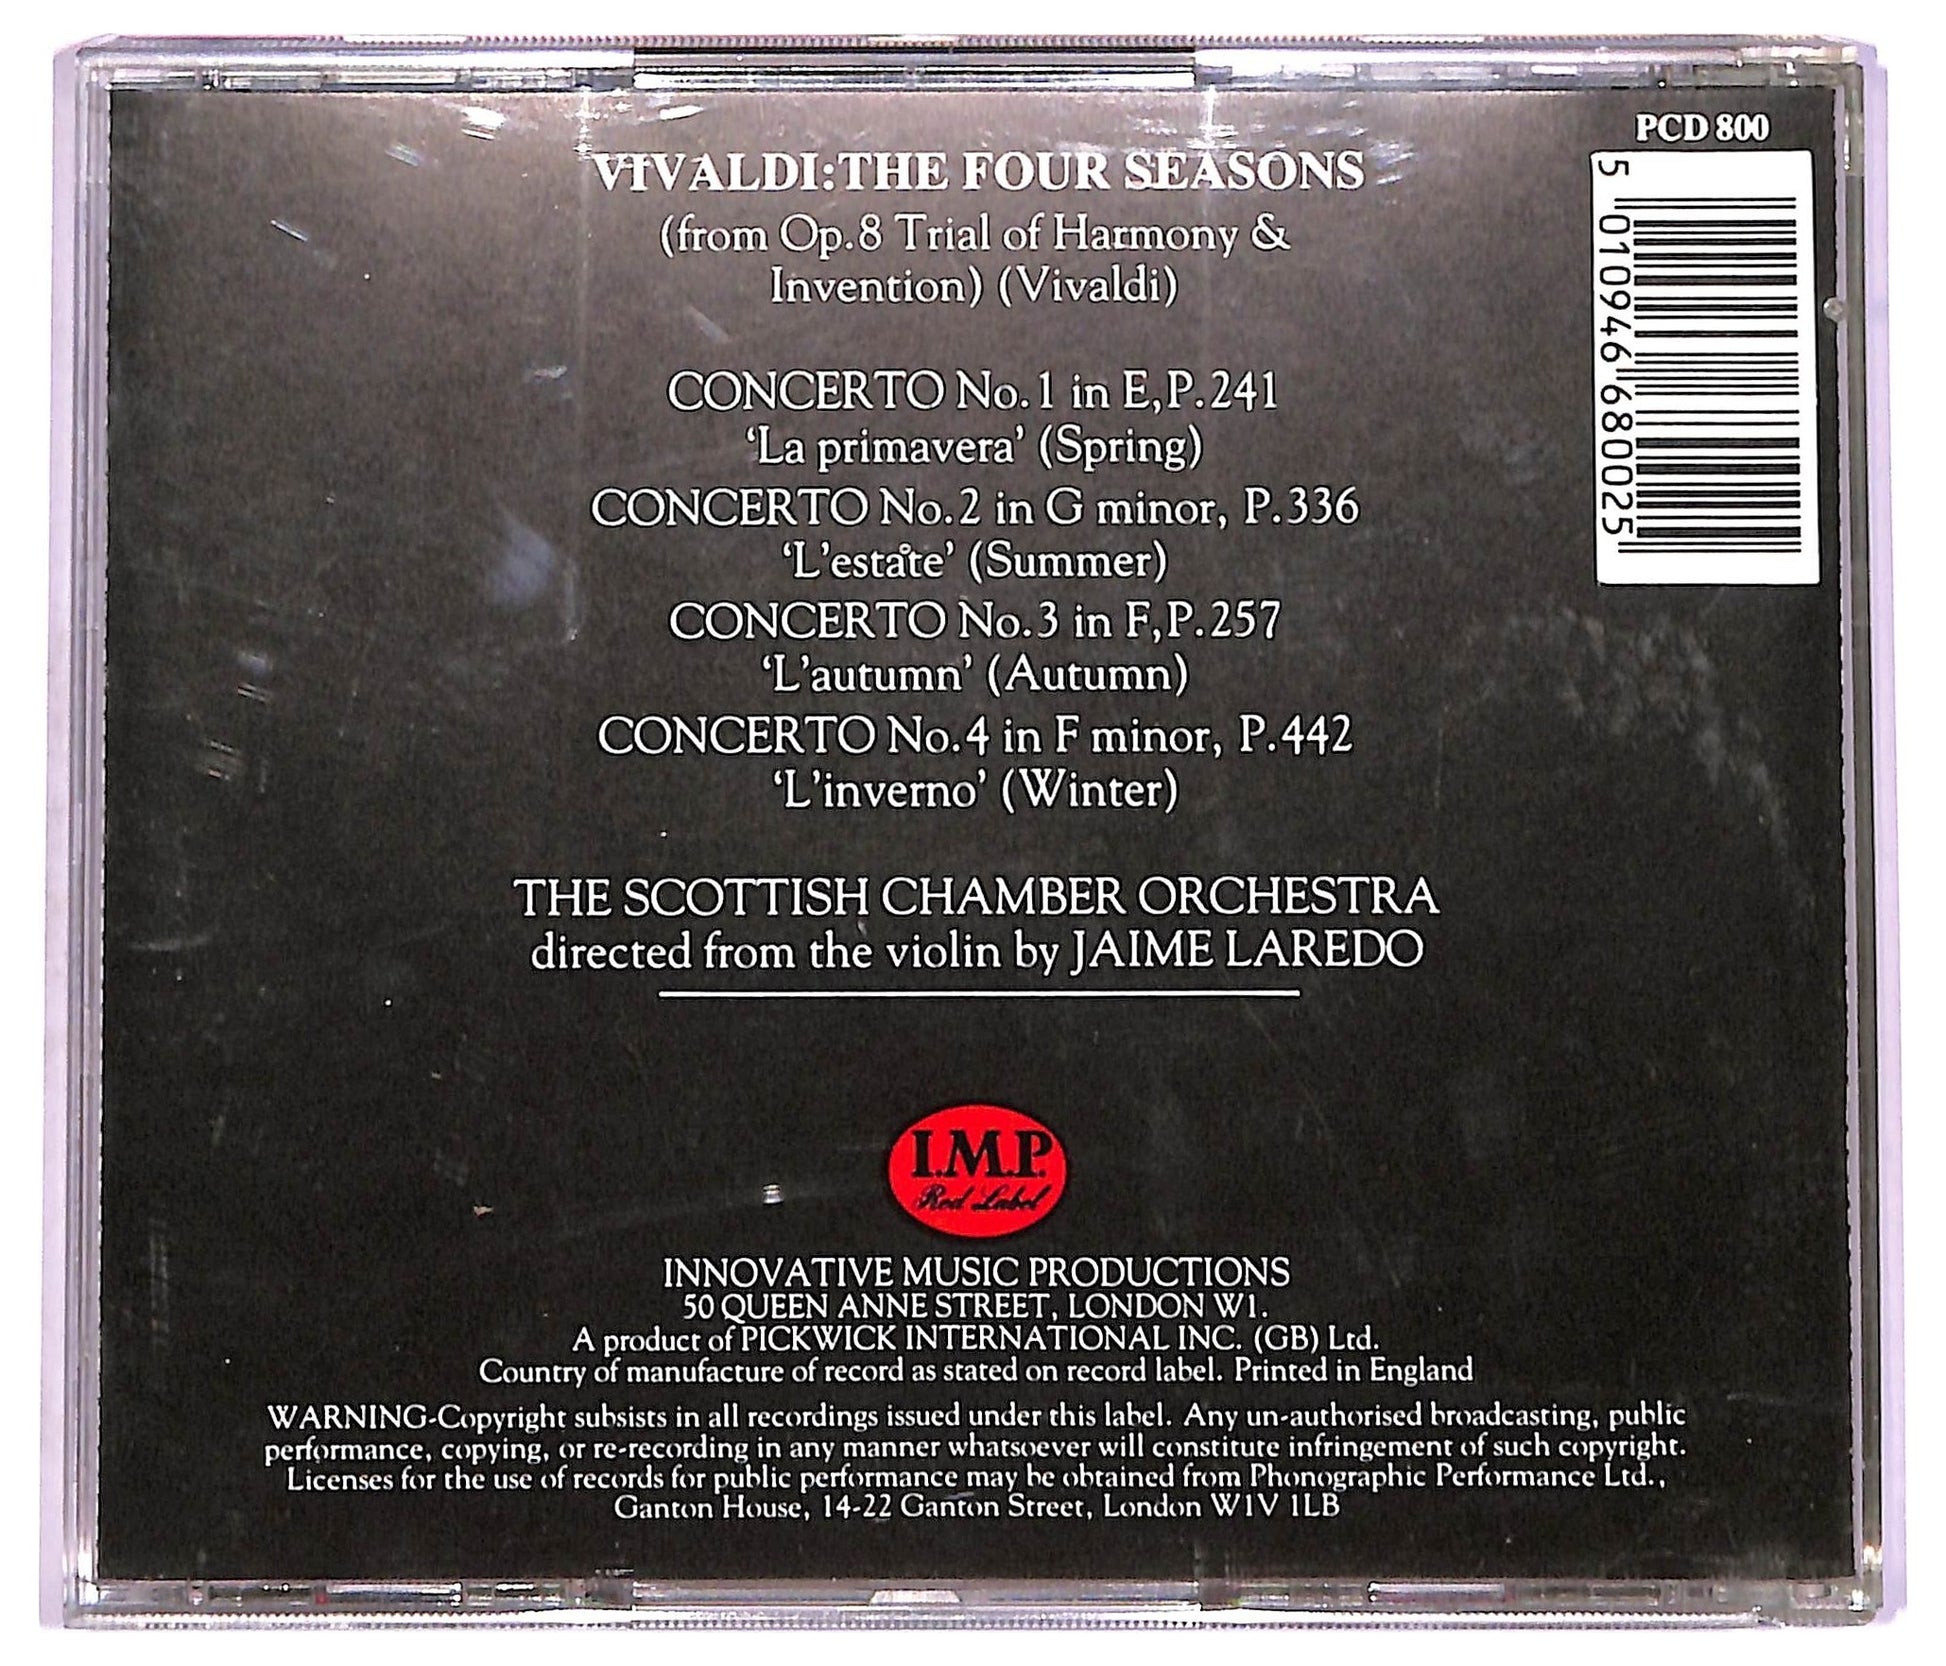 PCD 800
5 010946 680025
VIVALDI:THE FOUR SEASONS
(from Op.8 Trial of Harmony &
Invention) (Vivaldi)
CONCERTO No.1 in E,P.241
‘La primavera’ (Spring)
CONCERTO No.2 in G minor, P.336
‘L’estate’ (Summer)
CONCERTO No.3 in F,P.257
‘L’autumn’ (Autumn)
CONCERTO No.4 in F minor, P.442
‘L’inverno’ (Winter)
THE SCOTTISH CHAMBER ORCHESTRA
directed from the violin by JAIME LAREDO
I.M.P.
Red Label
INNOVATIVE MUSIC PRODUCTIONS
50 QUEEN ANNE STREET, LONDON W1.
A product of PICKWICK INTERNATIONAL INC. (GB) Ltd.
Country of manufacture of record as stated on record label. Printed in England
WARNING-Copyright subsists in all recordings issued under this label. Any un-authorised broadcasting, public
performance, copying, or re-recording in any manner whatsoever will constitute infringement of such copyright.
Licenses for the use of records for public performance may be obtained from Phonographic Performance Ltd.,
Ganton House, 14-22 Ganton Street, London W1V 1LB